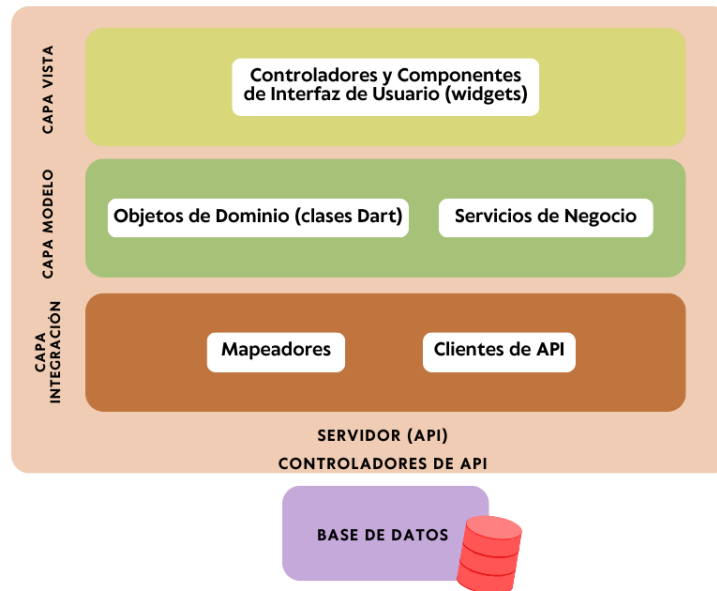 CAPA VISTA
Controladores y Componentes
de Interfaz de Usuario (widgets)
CAPA MODELO
Objetos de Dominio (clases Dart)
Servicios de Negocio
CAPA
INTEGRACIÓN
Mapeadores
Clientes de API
SERVIDOR (API)
CONTROLADORES DE API
BASE DE DATOS